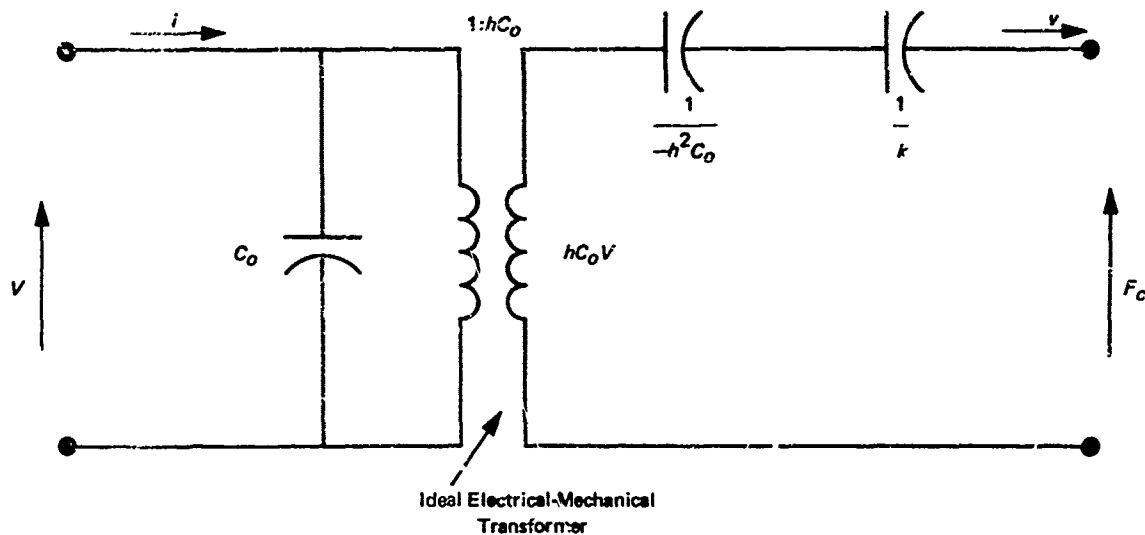 i
1:hC₀
v
1
—
–h²C₀
1
—
k
C₀
hC₀V
V
F꜀
Ideal Electrical-Mechanical
Transformer